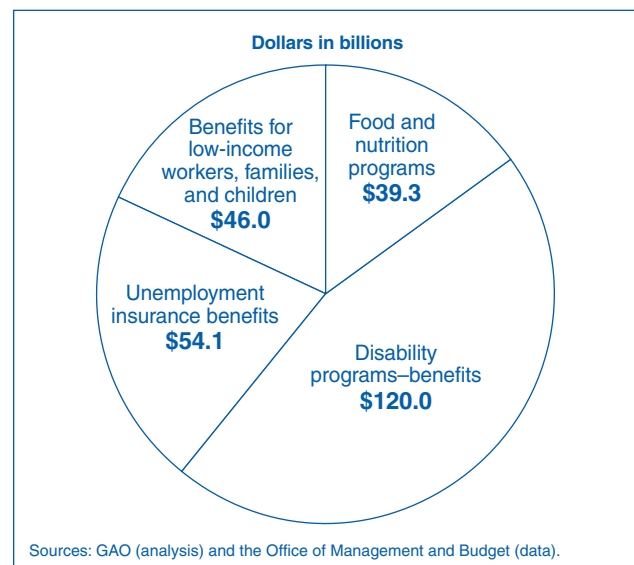 Dollars in billions
Benefits for
low-income
workers, families,
and children
$46.0
Food and
nutrition
programs
$39.3
Unemployment
insurance benefits
$54.1
Disability
programs–benefits
$120.0
Sources: GAO (analysis) and the Office of Management and Budget (data).